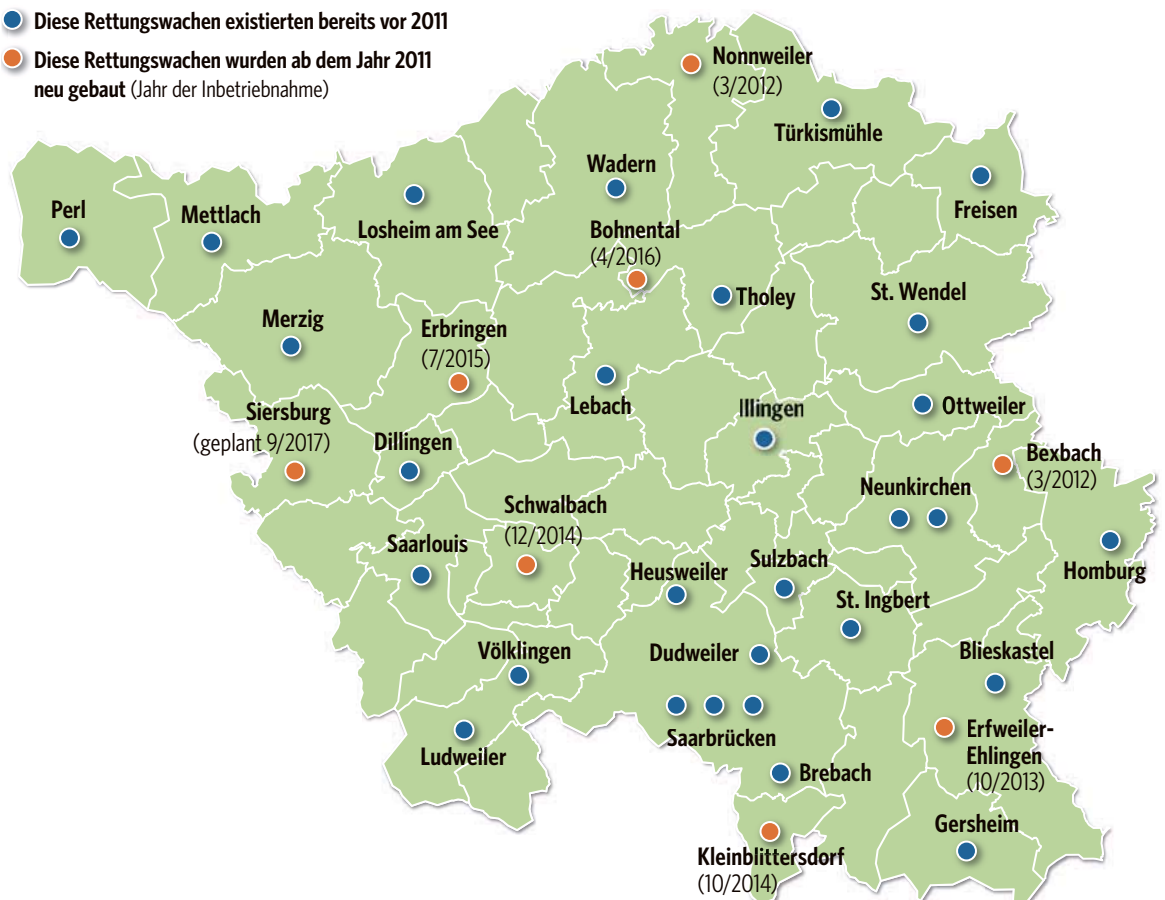 Diese Rettungswachen existierten bereits vor 2011
Diese Rettungswachen wurden ab dem Jahr 2011
neu gebaut (Jahr der Inbetriebnahme)
Nonnweiler
(3/2012)
Türkismühle
Wadern
Freisen
Perl
Mettlach
Losheim am See
Bohnental
(4/2016)
Tholey
St. Wendel
Merzig
Erbringen
(7/2015)
Lebach
Illingen
Ottweiler
Siersburg
(geplant 9/2017)
Dillingen
Bexbach
(3/2012)
Neunkirchen
Schwalbach
(12/2014)
Saarlouis
Heusweiler
Sulzbach
Homburg
St. Ingbert
Völklingen
Dudweiler
Blieskastel
Saarbrücken
Erfweiler-
Ehlingen
(10/2013)
Ludweiler
Brebach
Gersheim
Kleinblittersdorf
(10/2014)